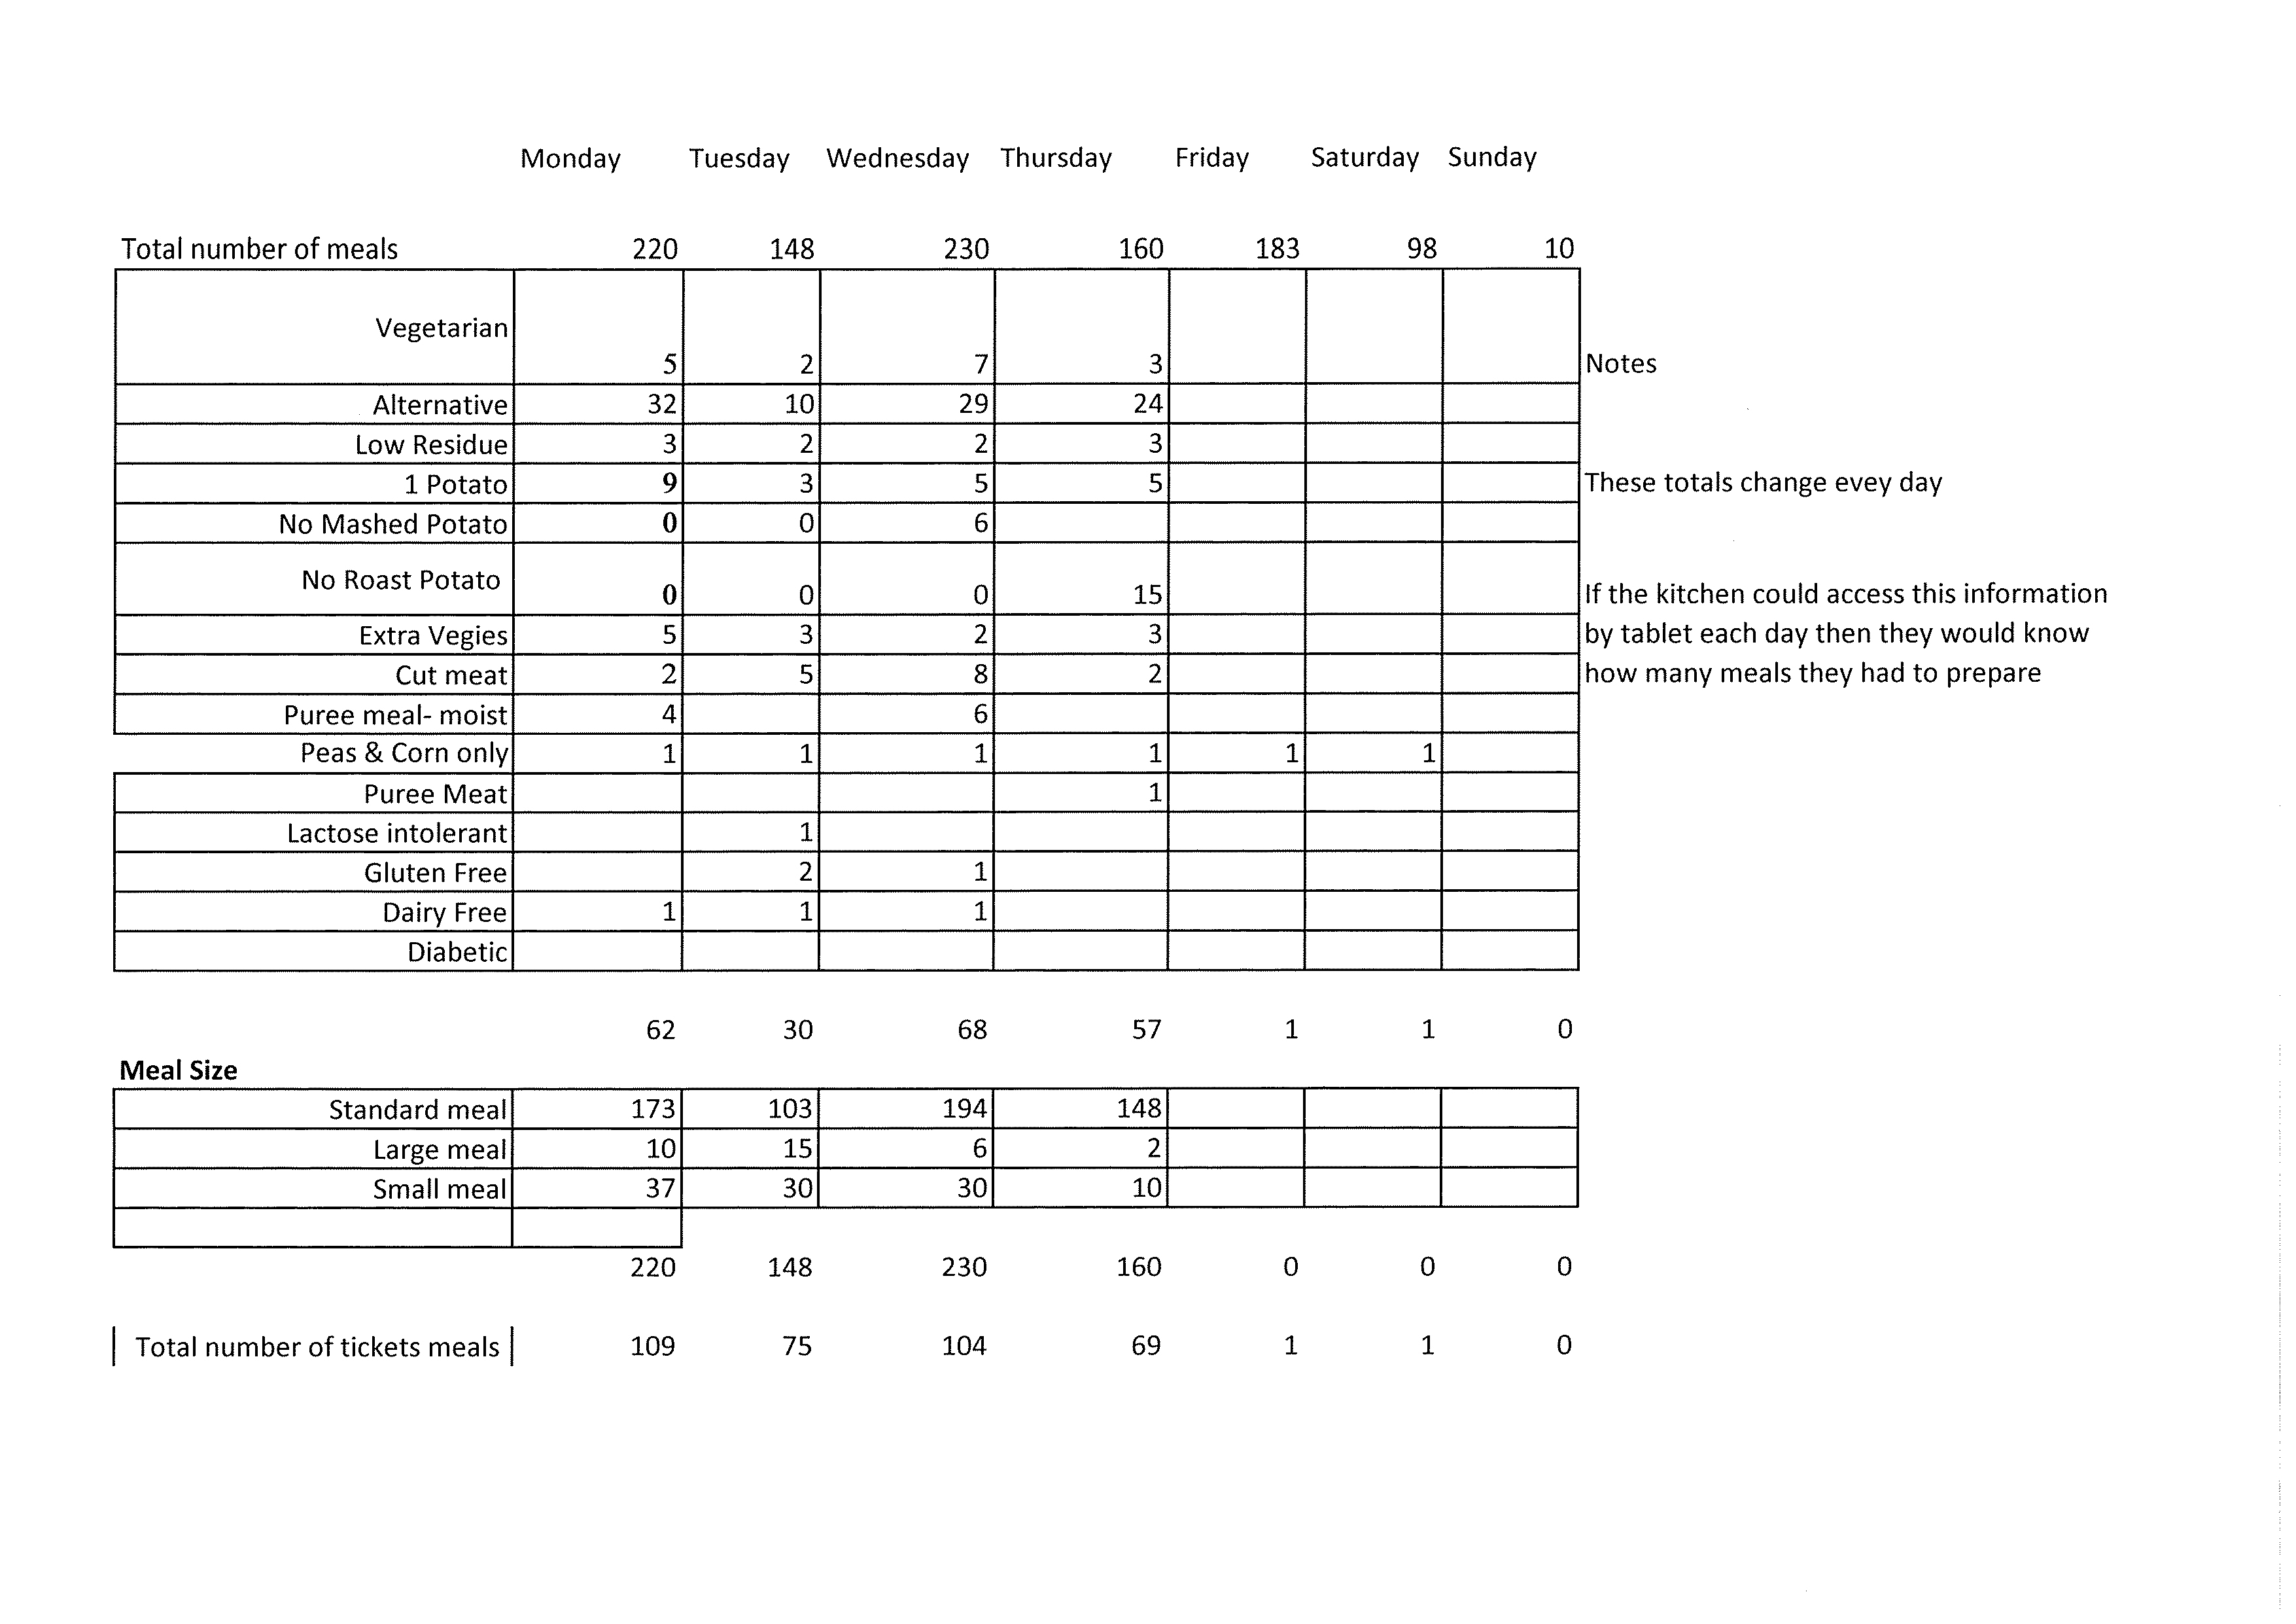 Monday Tuesday Wednesday Thursday Friday Saturday Sunday
Total number of meals 220 148 230 160 183 98 10
Vegetarian 5 2 7 3 Notes
Alternative 32 10 29 24
Low Residue 3 2 2 3
1 Potato 9 3 5 5 These totals change evey day
No Mashed Potato 0 0 6
No Roast Potato 0 0 0 15 If the kitchen could access this information
Extra Vegies 5 3 2 3 by tablet each day then they would know
Cut meat 2 5 8 2 how many meals they had to prepare
Puree meal- moist 4 6
Peas & Corn only 1 1 1 1 1 1
Puree Meat 1
Lactose intolerant 1
Gluten Free 2 1
Dairy Free 1 1 1
Diabetic
62 30 68 57 1 1 0
Meal Size
Standard meal 173 103 194 148
Large meal 10 15 6 2
Small meal 37 30 30 10
220 148 230 160 0 0 0
Total number of tickets meals 109 75 104 69 1 1 0